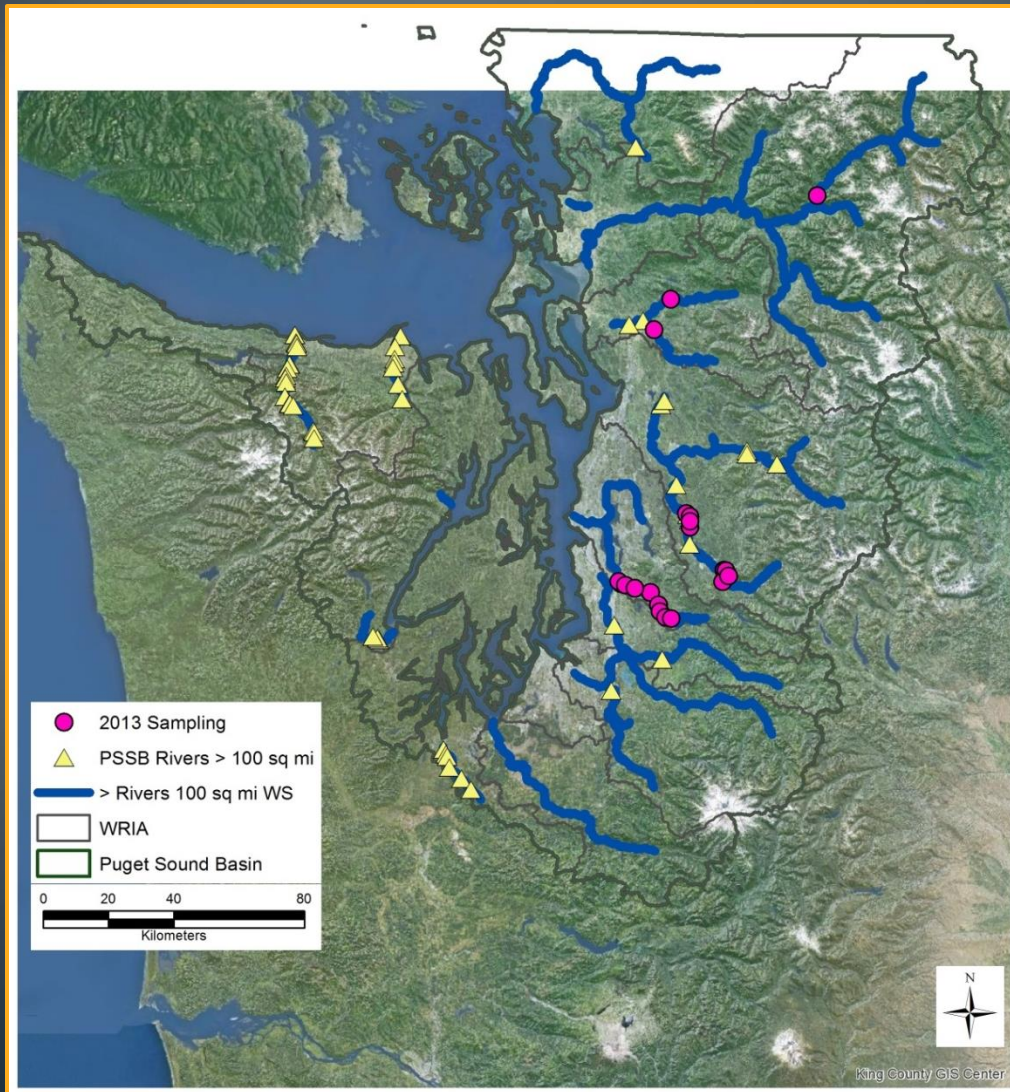 2013 Sampling
PSSB Rivers > 100 sq mi
> Rivers 100 sq mi WS
WRIA
Puget Sound Basin
0 20 40 80
Kilometers
N
King County GIS Center